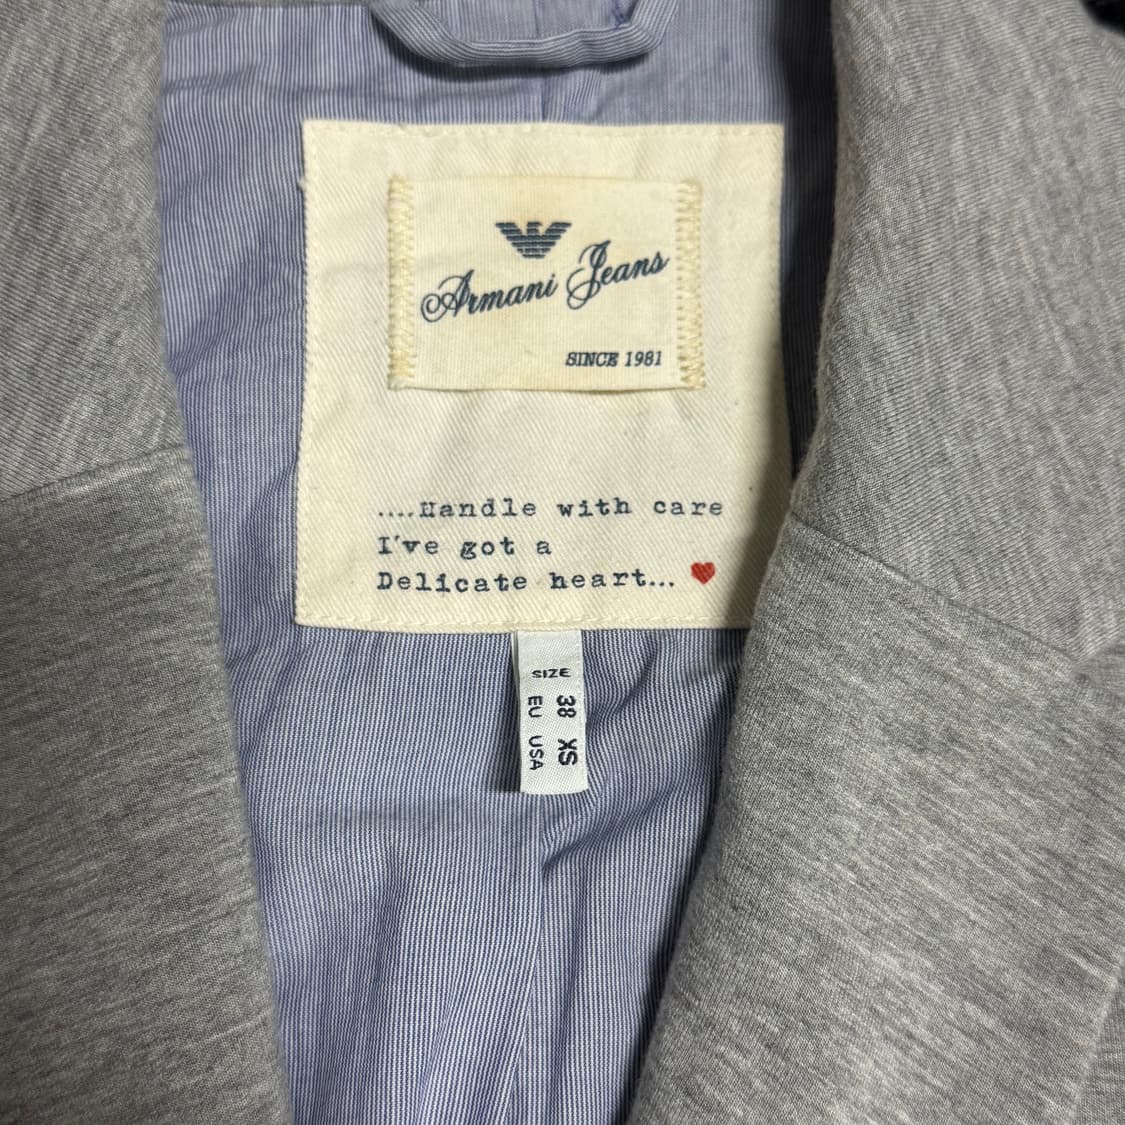 Armani Jeans
SINCE 1981
....Handle with care
I've got a
Delicate heart...
SIZE
38 XS
EU USA